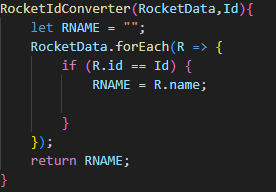 RocketIdConverter(RocketData,Id){
    let RNAME = "";
    RocketData.forEach(R => {
        if (R.id == Id) {
            RNAME = R.name;

        }
    });
    return RNAME;
}